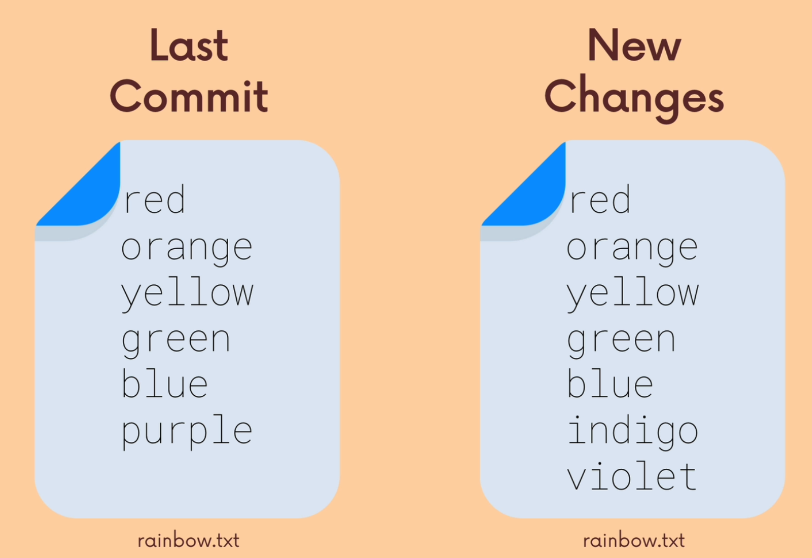 Last
Commit
red
orange
yellow
green
blue
purple
rainbow.txt
New
Changes
red
orange
yellow
green
blue
indigo
violet
rainbow.txt